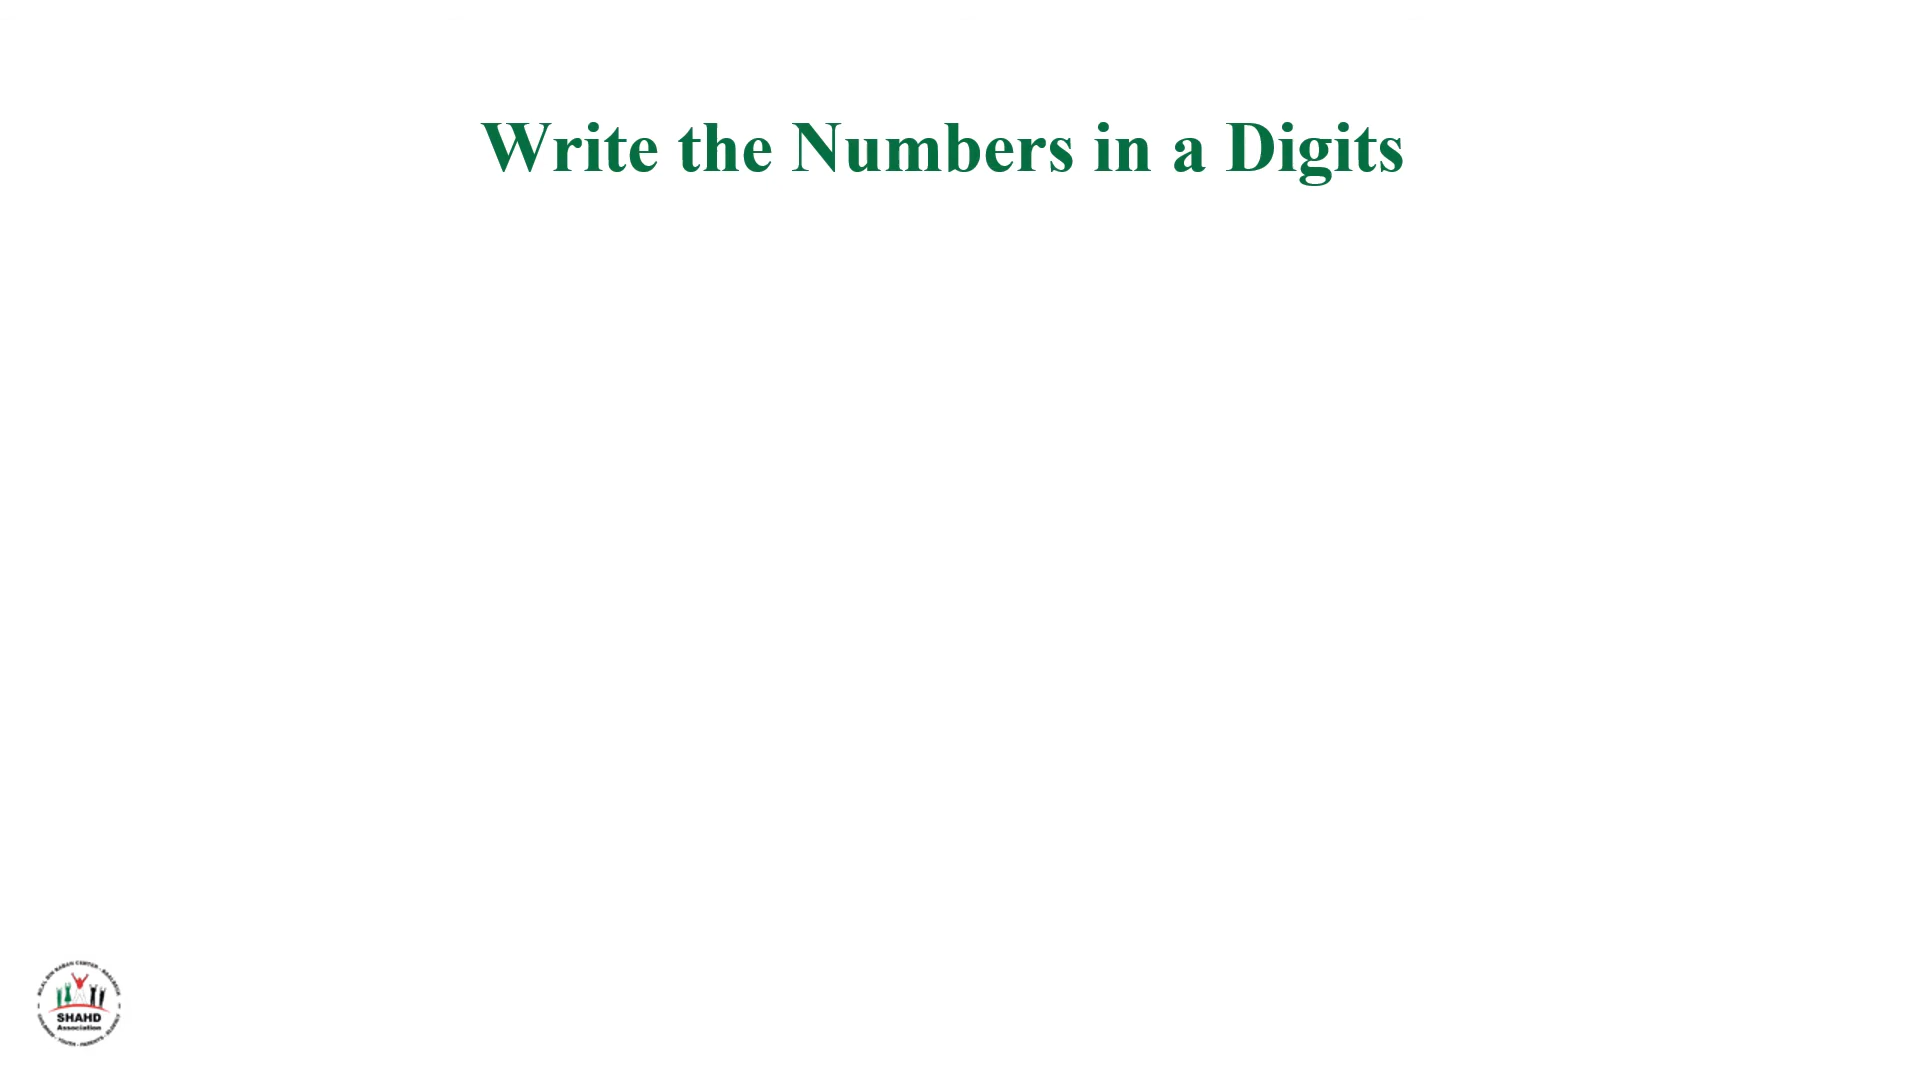 Write the Numbers in a Digits
SHAHD
Association